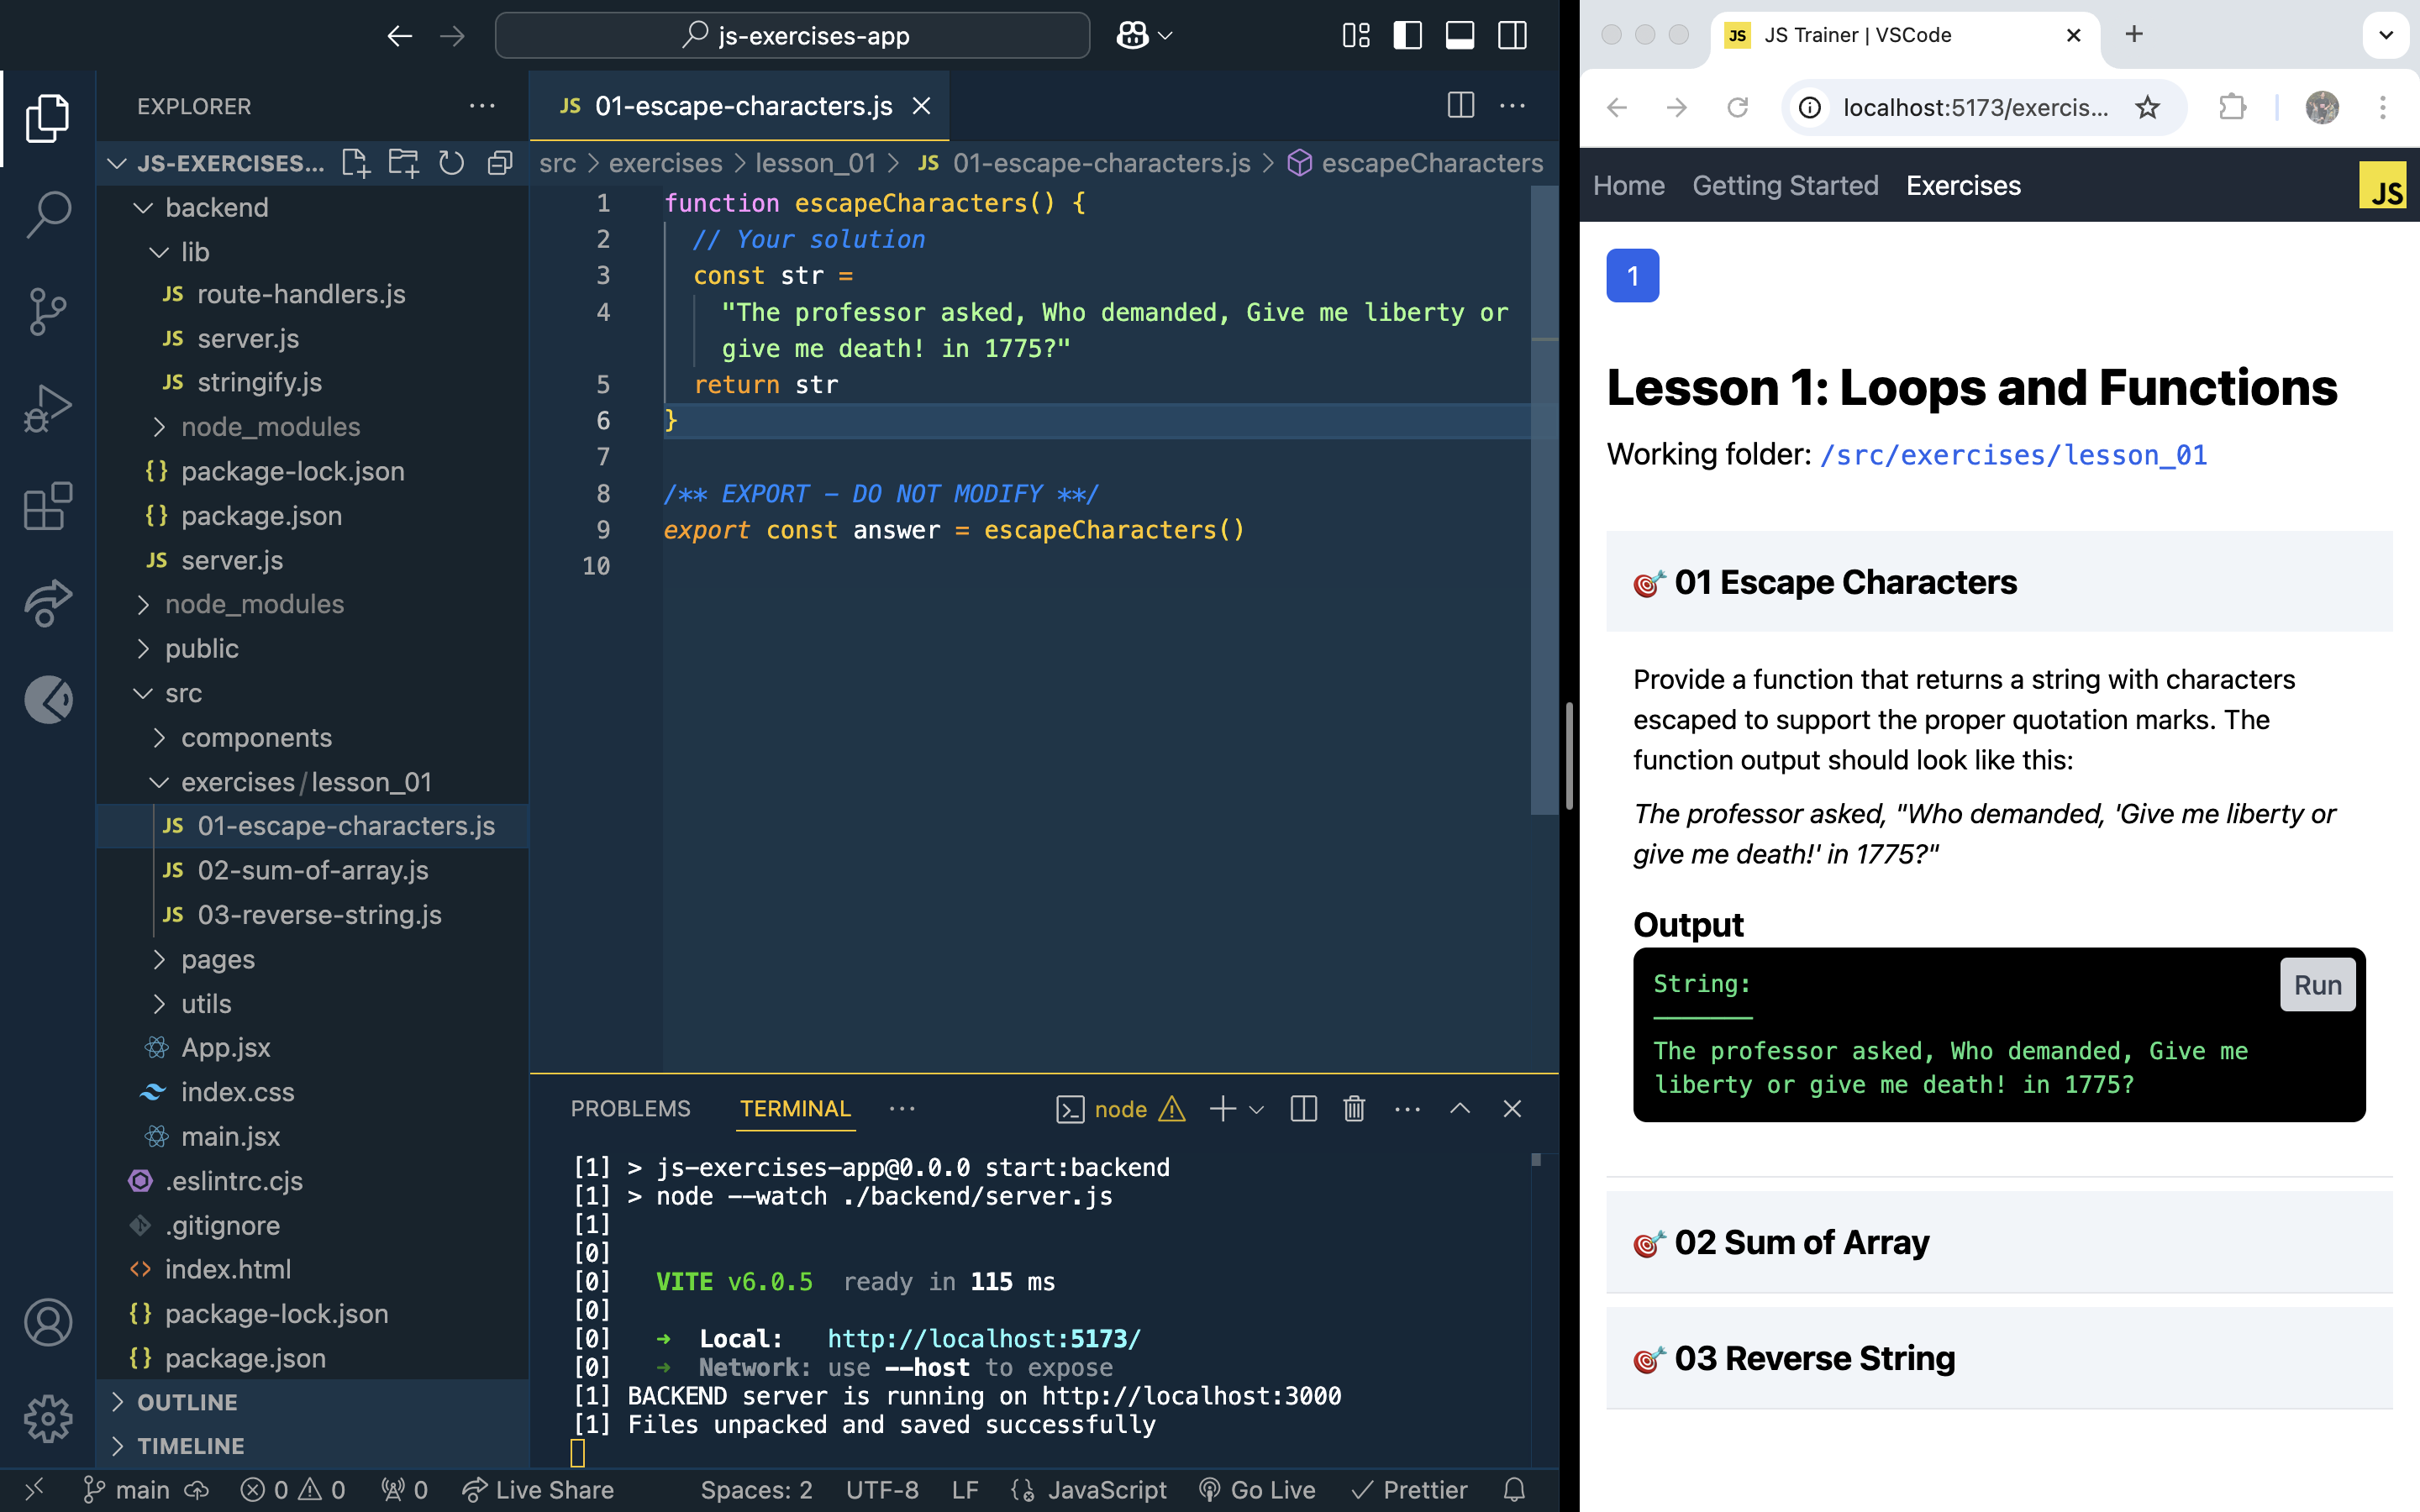 js-exercises-app
EXPLORER
JS-EXERCISES...
backend
lib
JS route-handlers.js
JS server.js
JS stringify.js
node_modules
{} package-lock.json
{} package.json
JS server.js
node_modules
public
src
components
exercises/lesson_01
JS 01-escape-characters.js
JS 02-sum-of-array.js
JS 03-reverse-string.js
pages
utils
App.jsx
index.css
main.jsx
.eslintrc.cjs
.gitignore
<> index.html
{} package-lock.json
{} package.json
OUTLINE
TIMELINE
JS 01-escape-characters.js
src > exercises > lesson_01 > JS 01-escape-characters.js > escapeCharacters
1 function escapeCharacters() {
2 // Your solution
3 const str =
4 "The professor asked, Who demanded, Give me liberty or
give me death! in 1775?"
5 return str
6 }
7
8 /** EXPORT – DO NOT MODIFY **/
9 export const answer = escapeCharacters()
10
PROBLEMS TERMINAL ... node
[1] > js-exercises-app@0.0.0 start:backend
[1] > node --watch ./backend/server.js
[1]
[0]
[0] VITE v6.0.5 ready in 115 ms
[0]
[0] ➜ Local: http://localhost:5173/
[0] ➜ Network: use --host to expose
[1] BACKEND server is running on http://localhost:3000
[1] Files unpacked and saved successfully
main 0 0 0 Live Share Spaces: 2 UTF-8 LF JavaScript Go Live Prettier
JS JS Trainer | VSCode
localhost:5173/exercis...
Home Getting Started Exercises JS
1
Lesson 1: Loops and Functions
Working folder: /src/exercises/lesson_01
🎯 01 Escape Characters
Provide a function that returns a string with characters
escaped to support the proper quotation marks. The
function output should look like this:
The professor asked, "Who demanded, 'Give me liberty or
give me death!' in 1775?"
Output
String:
Run
The professor asked, Who demanded, Give me
liberty or give me death! in 1775?
🎯 02 Sum of Array
🎯 03 Reverse String